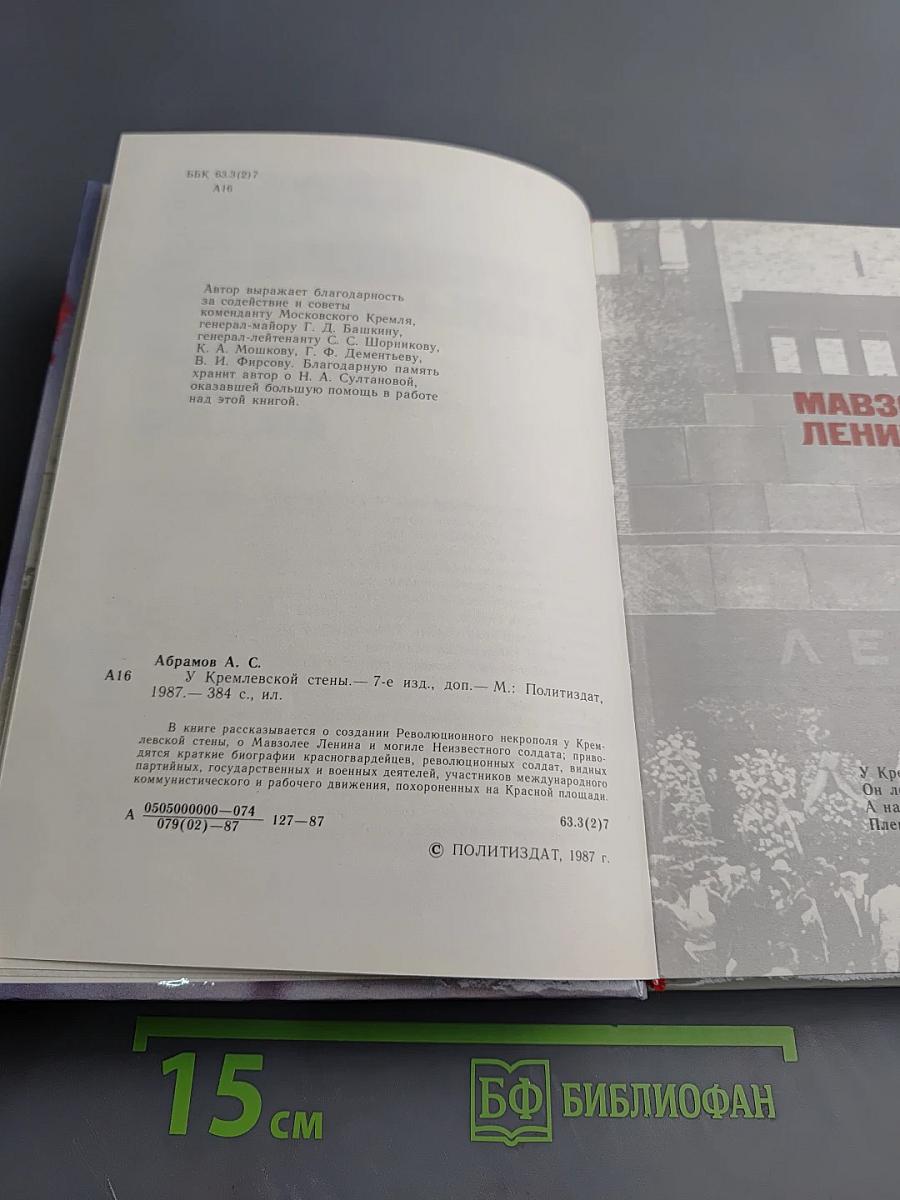 ББК 63.3(2)7
А16
Автор выражает благодарность
за содействие и советы
коменданту Московского Кремля,
генерал-майору Г. Д. Башкину,
генерал-лейтенанту С. С. Шорникову,
К. А. Мошкову, Г. Ф. Дементьеву,
В. И. Фирсову. Благодарную память
хранит автор о Н. А. Султановой,
оказавшей большую помощь в работе
над этой книгой.
Абрамов А. С.
А16 У Кремлевской стены.— 7-е изд., доп.— М.: Политиздат,
1987.— 384 с., ил.
В книге рассказывается о создании Революционного некрополя у Крем-
левской стены, о Мавзолее Ленина и могиле Неизвестного солдата; приво-
дятся краткие биографии красногвардейцев, революционных солдат, видных
партийных, государственных и военных деятелей, участников международного
коммунистического и рабочего движения, похороненных на Красной площади.
А 0505000000—074
079(02)—87 127—87 63.3(2)7
© ПОЛИТИЗДАТ, 1987 г.
МАВЗО
ЛЕНИ
ЛЕ
У Кре
Он ле
А на
Плеч
15 см
БФ БИБЛИОФАН